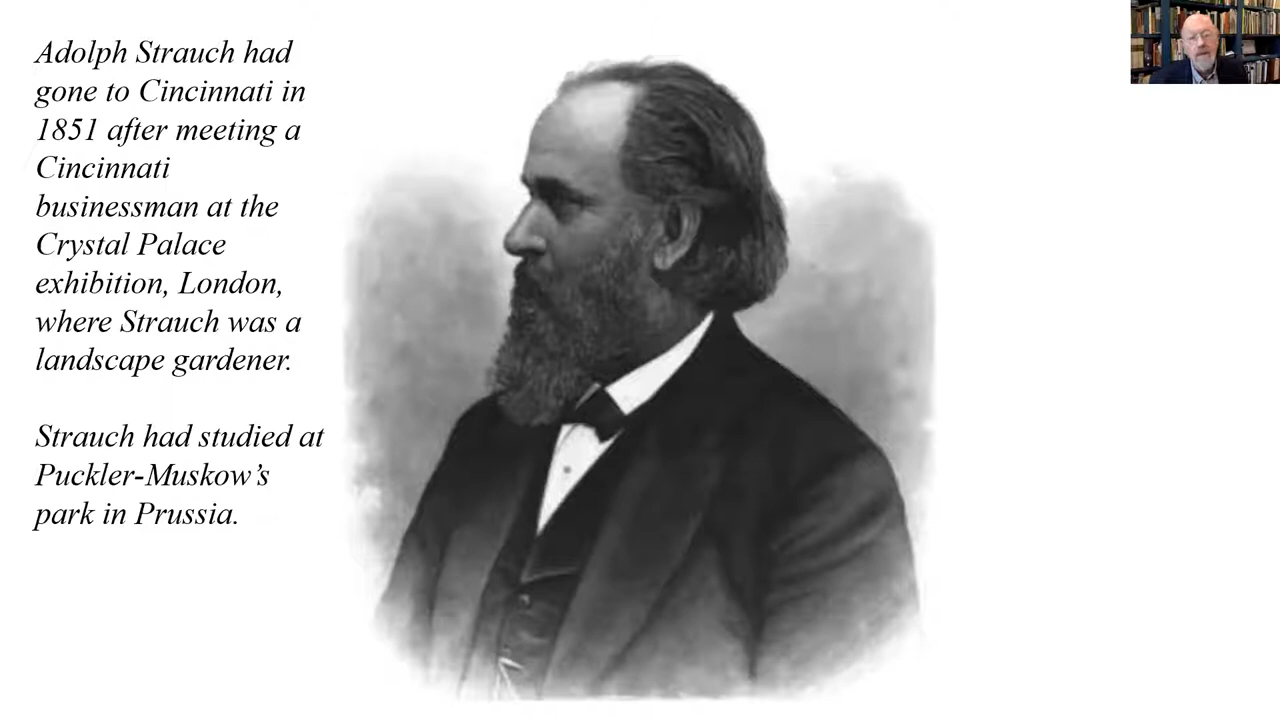 Adolph Strauch had
gone to Cincinnati in
1851 after meeting a
Cincinnati
businessman at the
Crystal Palace
exhibition, London,
where Strauch was a
landscape gardener.
Strauch had studied at
Puckler-Muskow’s
park in Prussia.